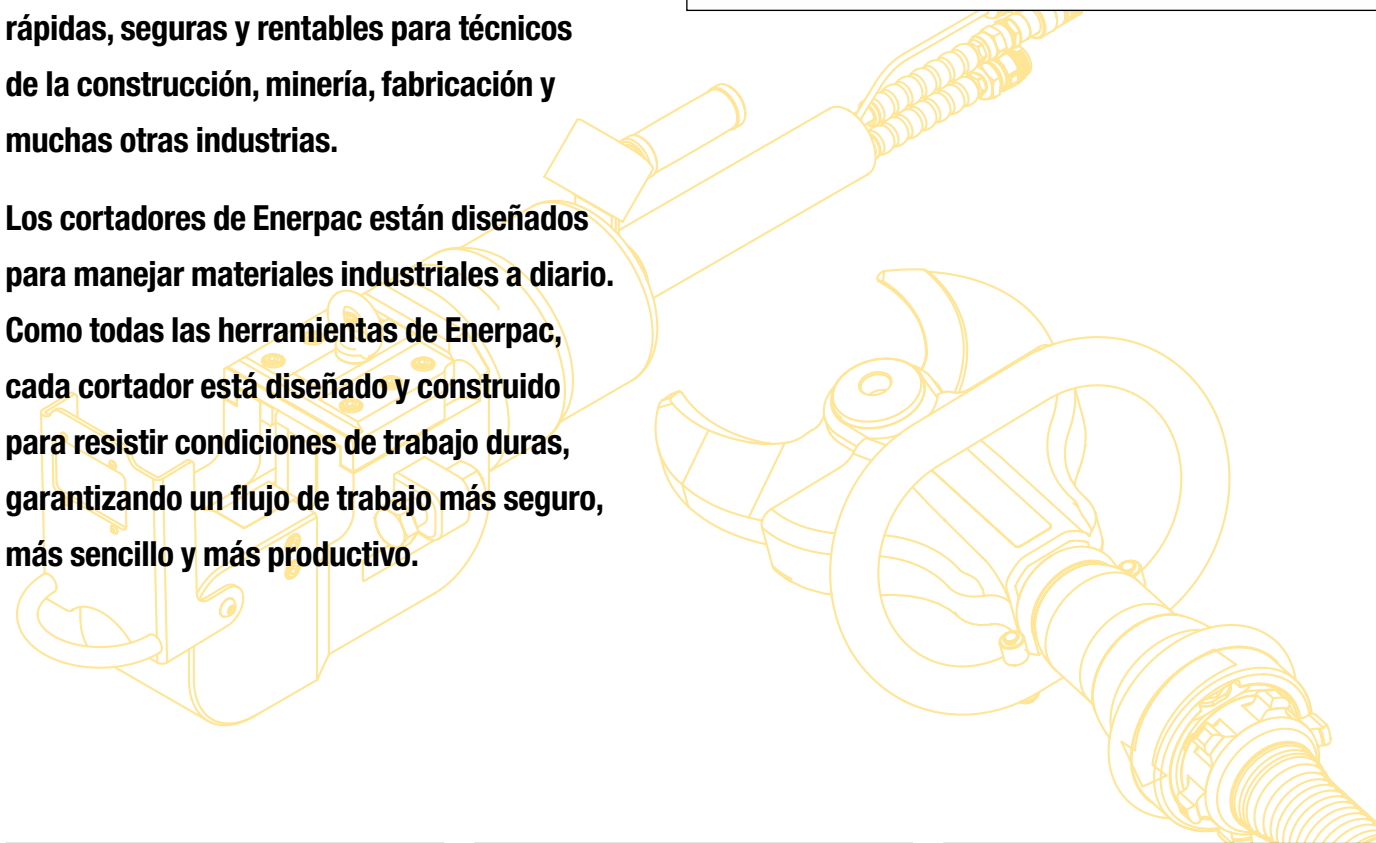 rápidas, seguras y rentables para técnicos
de la construcción, minería, fabricación y
muchas otras industrias.
Los cortadores de Enerpac están diseñados
para manejar materiales industriales a diario.
Como todas las herramientas de Enerpac,
cada cortador está diseñado y construido
para resistir condiciones de trabajo duras,
garantizando un flujo de trabajo más seguro,
más sencillo y más productivo.